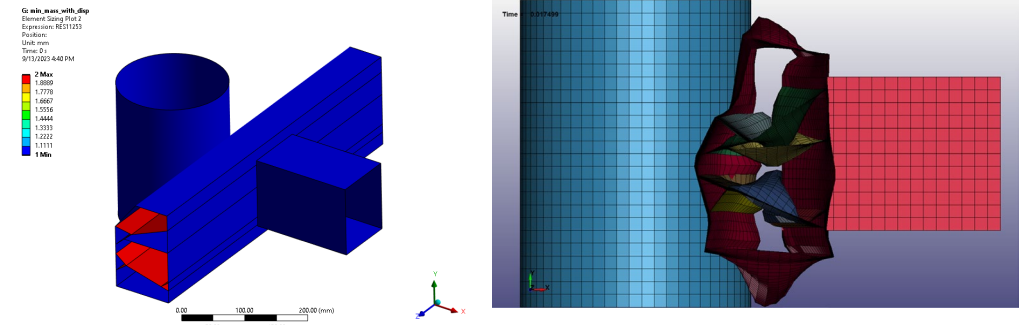 G: min_mass_with_disp
Element Sizing Plot 2
Expression: RES11253
Position:
Unit: mm
Time: 0 s
9/13/2023 4:40 PM
2 Max
1.8889
1.7778
1.6667
1.5556
1.4444
1.3333
1.2222
1.1111
1 Min
0.00
100.00
200.00 (mm)
Y
X
Z
Time = 0.017499
Y
X